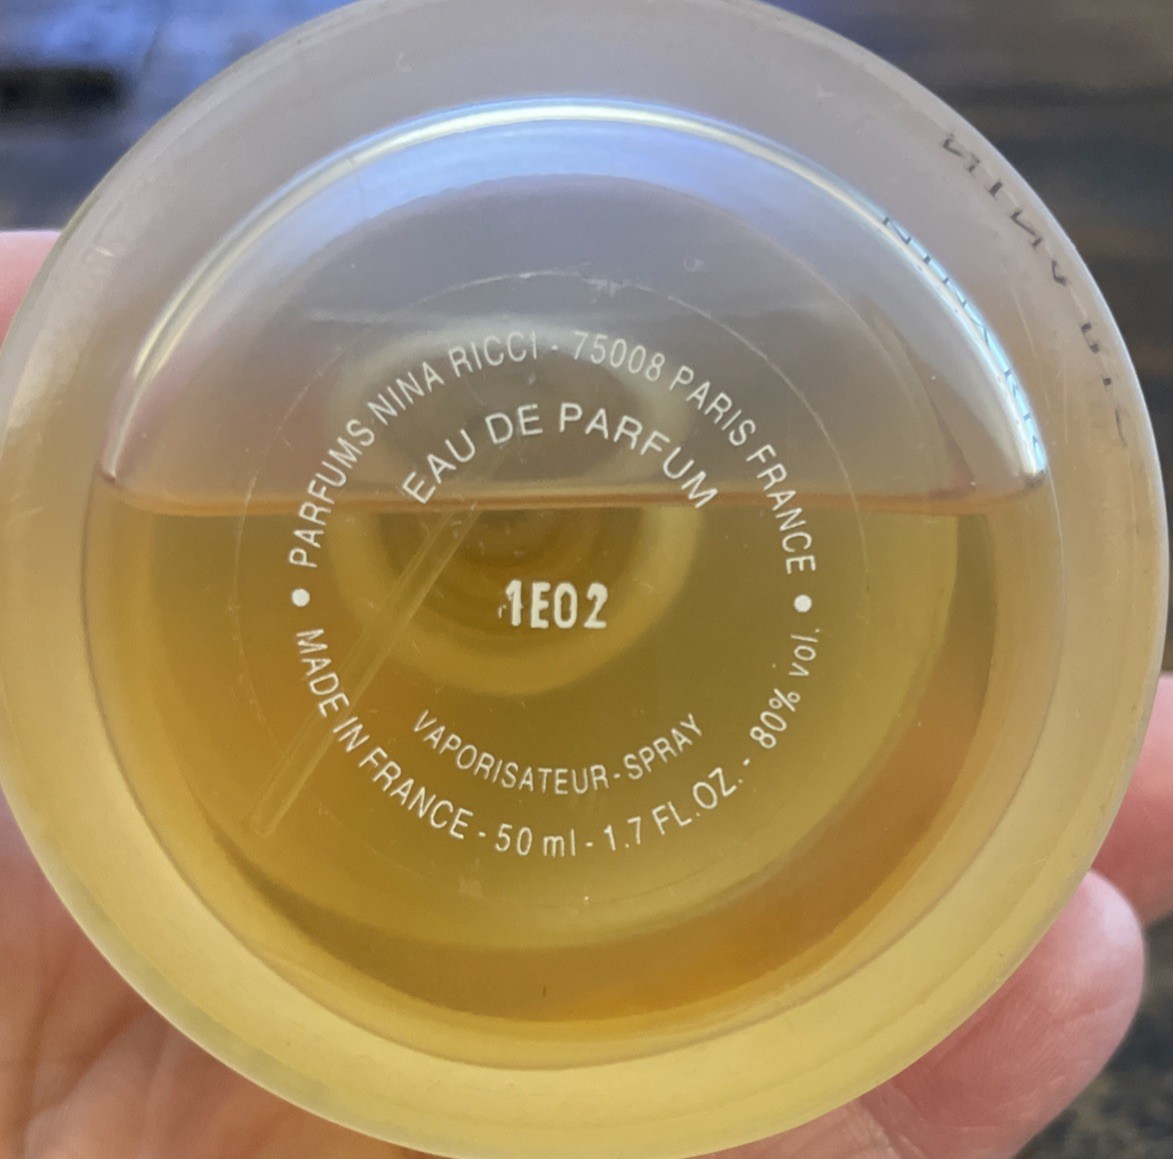 PARFUMS NINA RICCI - 75008 PARIS FRANCE
EAU DE PARFUM
1E02
VAPORISATEUR-SPRAY
• MADE IN FRANCE - 50 ml - 1.7 FL.OZ. - 80% vol. •